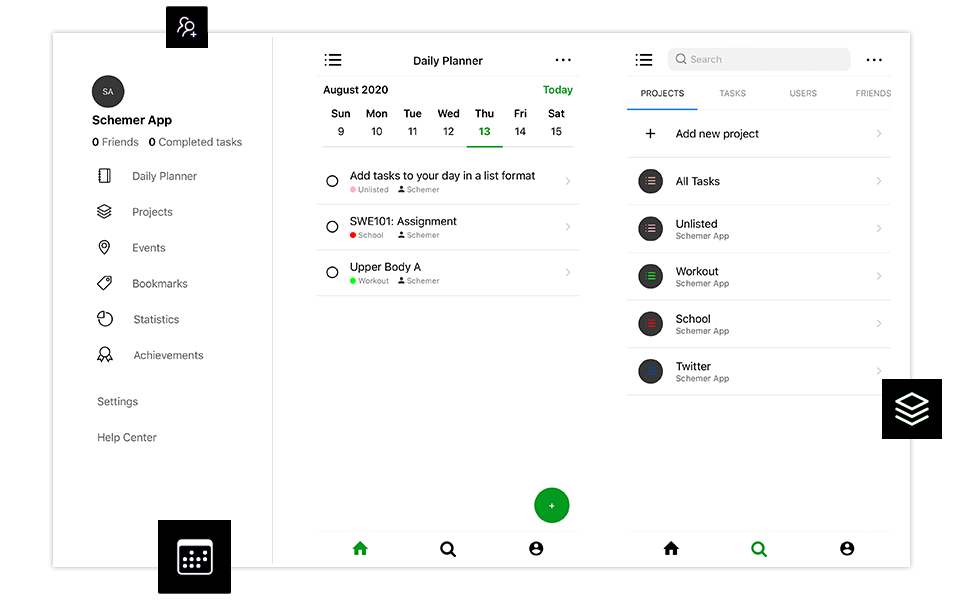 SA
Schemer App
0 Friends 0 Completed tasks
Daily Planner
Projects
Events
Bookmarks
Statistics
Achievements
Settings
Help Center
Daily Planner
August 2020 Today
Sun Mon Tue Wed Thu Fri Sat
9 10 11 12 13 14 15
Add tasks to your day in a list format
Unlisted Schemer
SWE101: Assignment
School Schemer
Upper Body A
Workout Schemer
Search
PROJECTS TASKS USERS FRIENDS
Add new project
All Tasks
Unlisted
Schemer App
Workout
Schemer App
School
Schemer App
Twitter
Schemer App